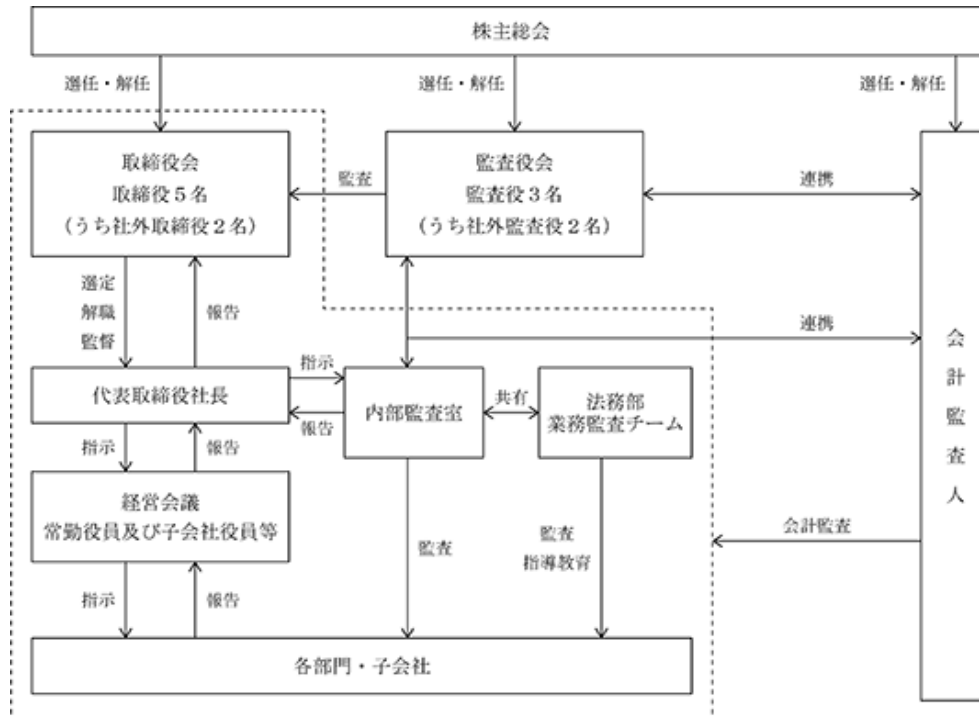 株主総会
選任・解任
選任・解任
選任・解任
取締役会
取締役5名
(うち社外取締役2名)
監査
監査役会
監査役3名
(うち社外監査役2名)
連携
選定
解職
監督
報告
連携
会計監査人
代表取締役社長
指示
報告
内部監査室
共有
法務部
業務監査チーム
指示
報告
経営会議
常勤役員及び子会社役員等
監査
監査
指導教育
会計監査
指示
報告
各部門・子会社